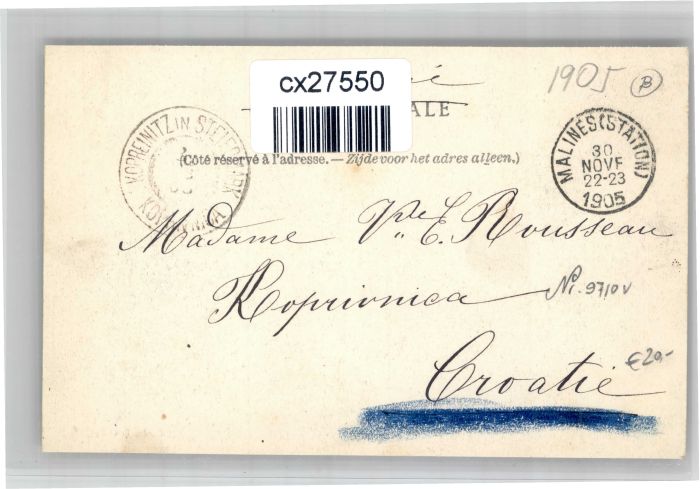 cx27550
1905 B
ALE
(Côté réservé à l'adresse. — Zijde voor het adres alleen.)
KOPREINITZ IN STEIERMARK
MALINES (STATION)
30
NOVE
22-23
1905
Madame Vve E. Rousseau
Koprivnica
Nr. 9710v
Croatie
€20,-